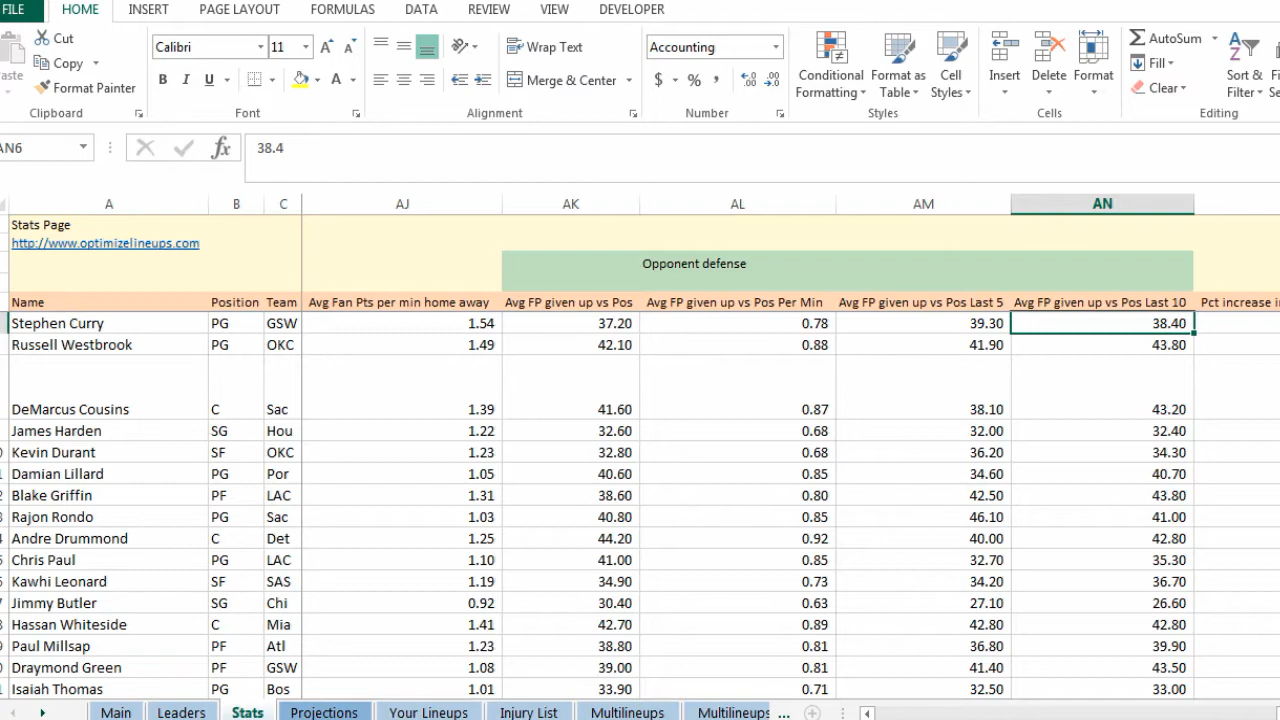 FILE HOME INSERT PAGE LAYOUT FORMULAS DATA REVIEW VIEW DEVELOPER
Cut
Copy
Format Painter
Clipboard
Calibri 11
B I U
Font
Wrap Text
Merge & Center
Alignment
Accounting
$ % ,
Number
Conditional Formatting
Format as Table
Cell Styles
Styles
Insert Delete Format
Cells
AutoSum
Fill
Clear
Sort & Filter
Editing
AN6 fx 38.4
A B C AJ AK AL AM AN
Stats Page
http://www.optimizelineups.com
Opponent defense
Name Position Team Avg Fan Pts per min home away Avg FP given up vs Pos Avg FP given up vs Pos Per Min Avg FP given up vs Pos Last 5 Avg FP given up vs Pos Last 10 Pct increase i
Stephen Curry PG GSW 1.54 37.20 0.78 39.30 38.40
Russell Westbrook PG OKC 1.49 42.10 0.88 41.90 43.80
DeMarcus Cousins C Sac 1.39 41.60 0.87 38.10 43.20
James Harden SG Hou 1.22 32.60 0.68 32.00 32.40
Kevin Durant SF OKC 1.23 32.80 0.68 36.20 34.30
Damian Lillard PG Por 1.05 40.60 0.85 34.60 40.70
Blake Griffin PF LAC 1.31 38.60 0.80 42.50 43.80
Rajon Rondo PG Sac 1.03 40.80 0.85 46.10 41.00
Andre Drummond C Det 1.25 44.20 0.92 40.00 42.80
Chris Paul PG LAC 1.10 41.00 0.85 32.70 35.30
Kawhi Leonard SF SAS 1.19 34.90 0.73 34.20 36.70
Jimmy Butler SG Chi 0.92 30.40 0.63 27.10 26.60
Hassan Whiteside C Mia 1.41 42.70 0.89 42.80 42.80
Paul Millsap PF Atl 1.23 38.80 0.81 36.80 39.90
Draymond Green PF GSW 1.08 39.00 0.81 41.40 43.50
Isaiah Thomas PG Bos 1.01 33.90 0.71 32.50 33.00
Main Leaders Stats Projections Your Lineups Injury List Multilineups Multilineups ...